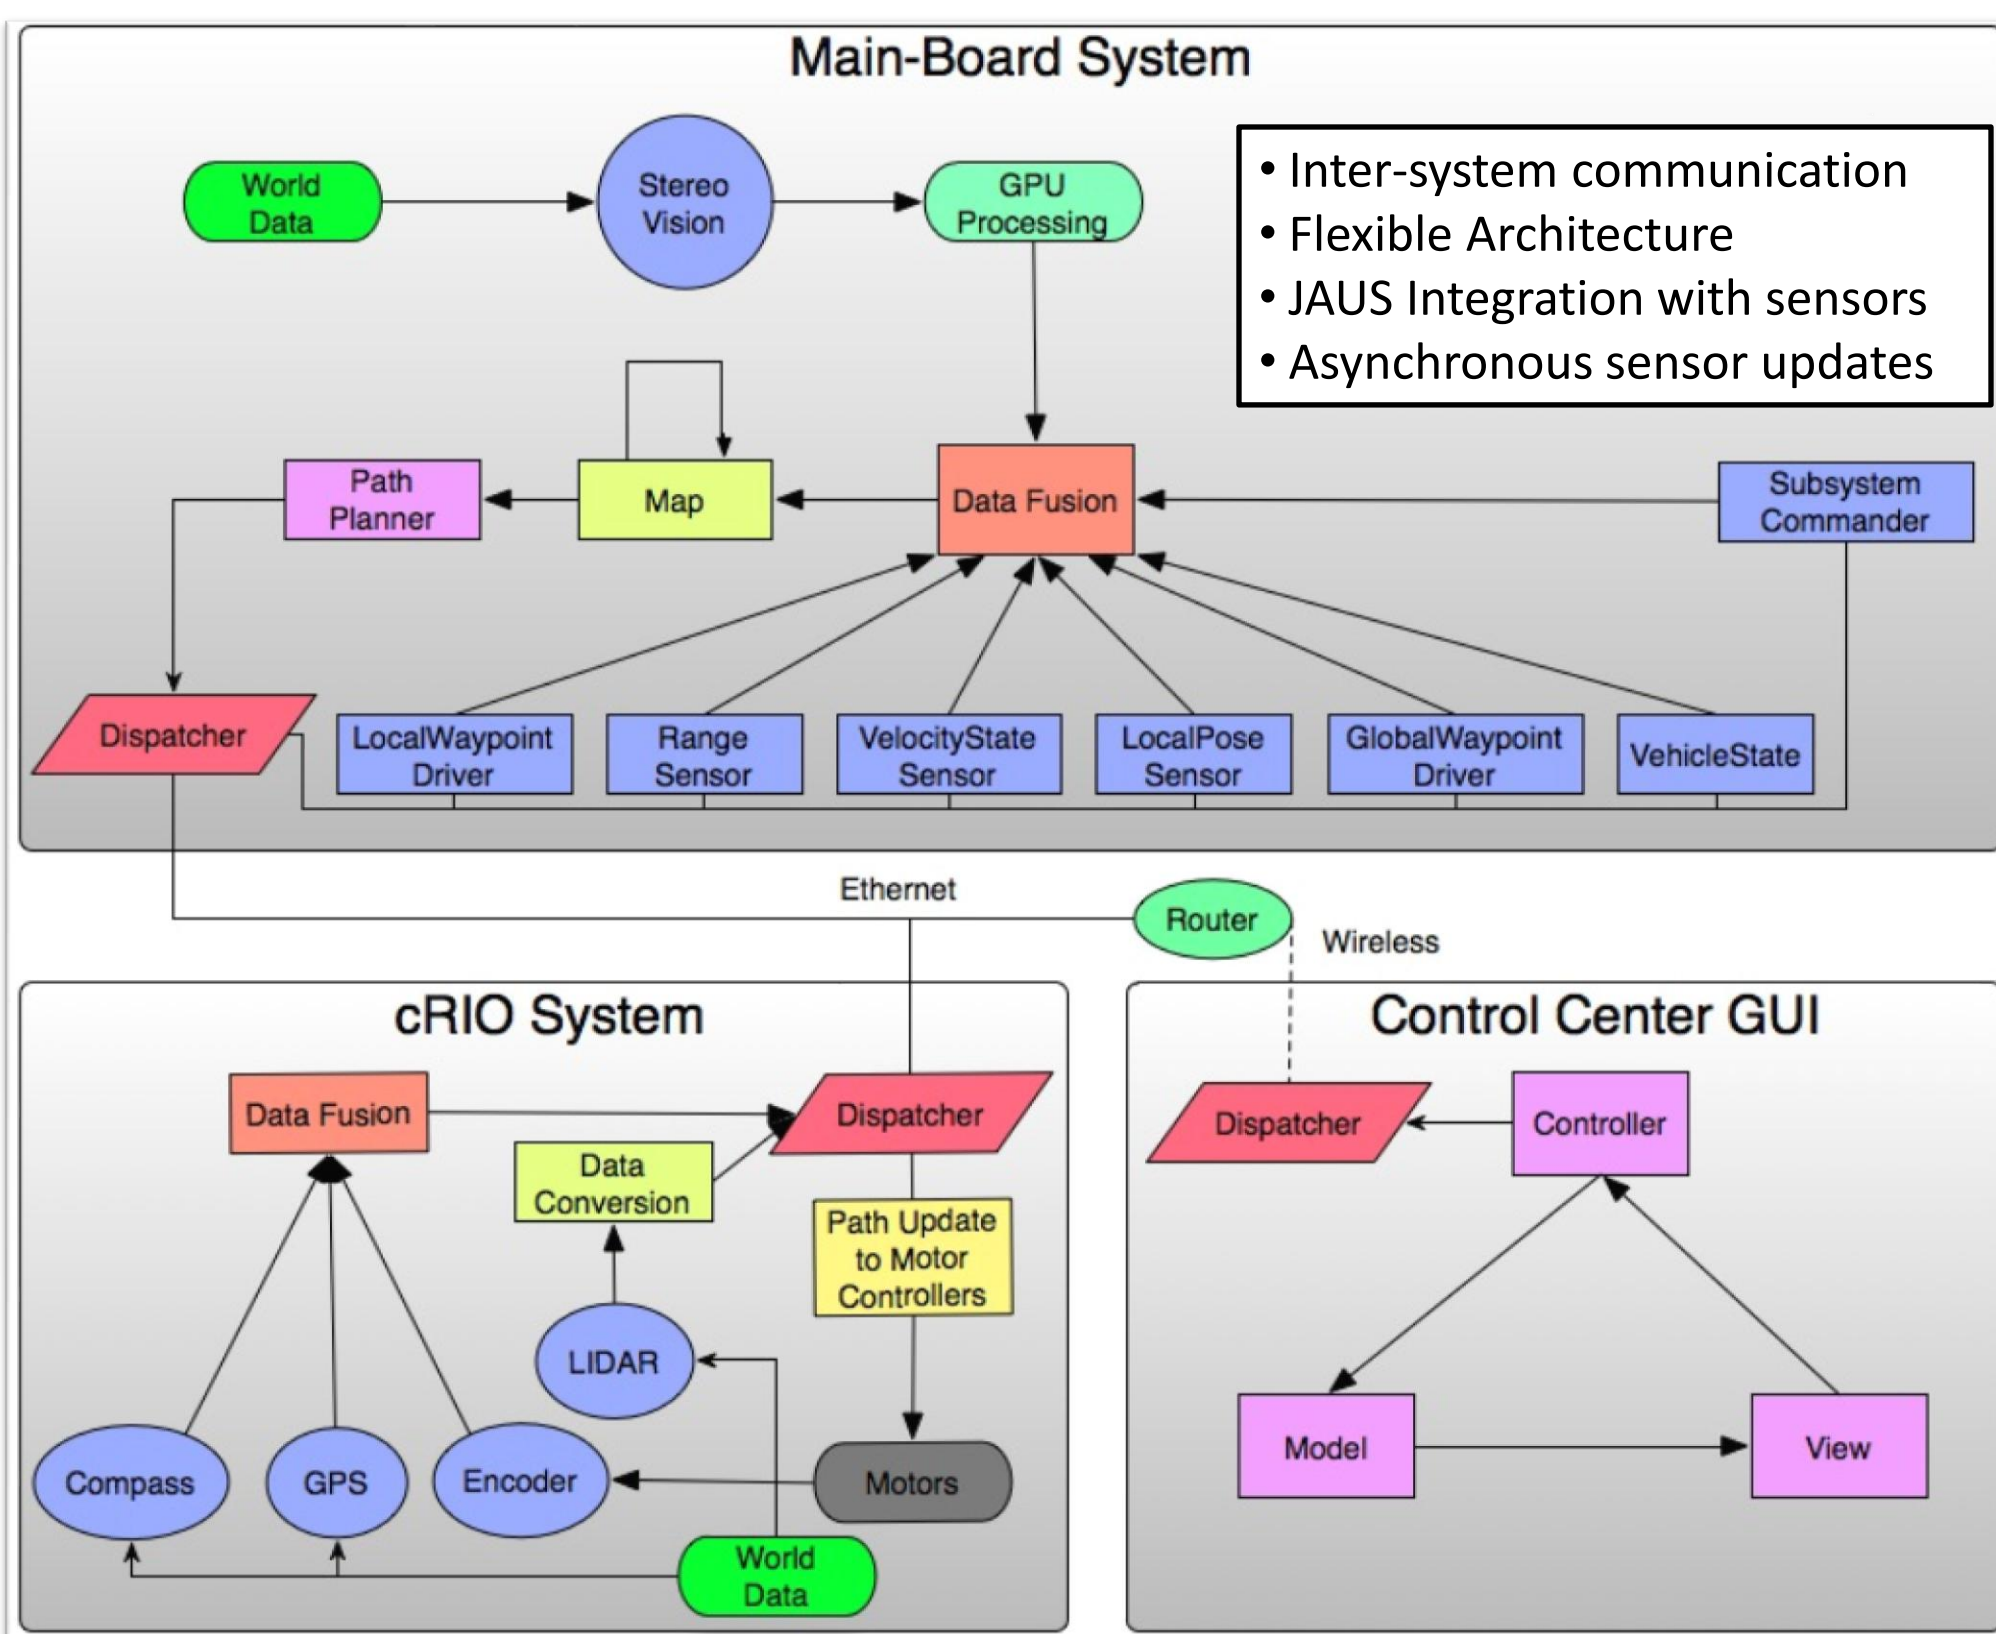 Main-Board System
World
Data
Stereo
Vision
GPU
Processing
• Inter-system communication
• Flexible Architecture
• JAUS Integration with sensors
• Asynchronous sensor updates
Path
Planner
Map
Data Fusion
Subsystem
Commander
Dispatcher
LocalWaypoint
Driver
Range
Sensor
VelocityState
Sensor
LocalPose
Sensor
GlobalWaypoint
Driver
VehicleState
Ethernet
Router
Wireless
cRIO System
Data Fusion
Dispatcher
Data
Conversion
Path Update
to Motor
Controllers
LIDAR
Compass
GPS
Encoder
Motors
World
Data
Control Center GUI
Dispatcher
Controller
Model
View